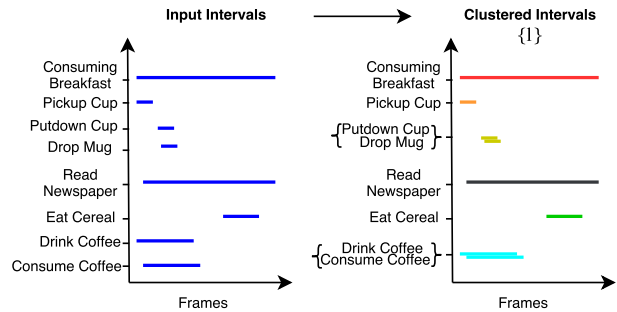 Input Intervals
Clustered Intervals
{1}
Consuming
Breakfast
Pickup Cup
Putdown Cup
Drop Mug
Read
Newspaper
Eat Cereal
Drink Coffee
Consume Coffee
Frames
Consuming
Breakfast
Pickup Cup
{Putdown Cup
Drop Mug}
Read
Newspaper
Eat Cereal
{Drink Coffee
Consume Coffee}
Frames